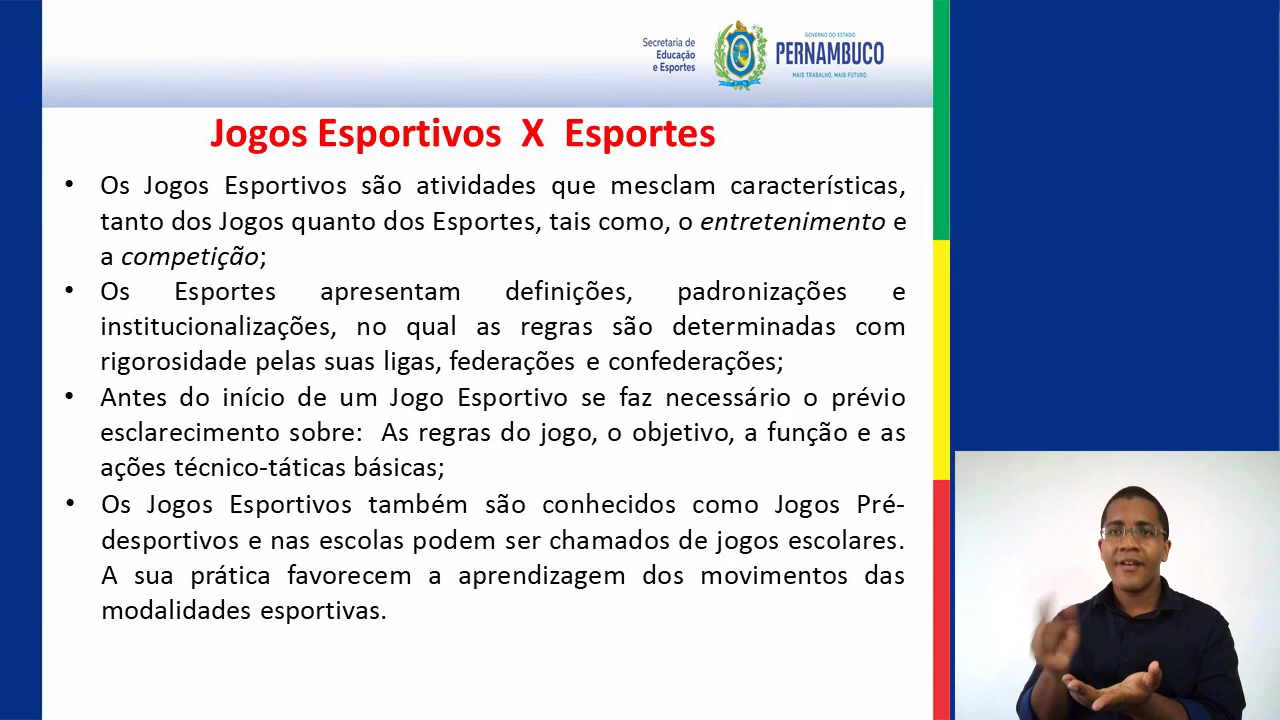 Secretaria de
Educação
e Esportes
GOVERNO DO ESTADO
PERNAMBUCO
MAIS TRABALHO, MAIS FUTURO.
Jogos Esportivos X Esportes
• Os Jogos Esportivos são atividades que mesclam características,
tanto dos Jogos quanto dos Esportes, tais como, o entretenimento e
a competição;
• Os Esportes apresentam definições, padronizações e
institucionalizações, no qual as regras são determinadas com
rigorosidade pelas suas ligas, federações e confederações;
• Antes do início de um Jogo Esportivo se faz necessário o prévio
esclarecimento sobre: As regras do jogo, o objetivo, a função e as
ações técnico-táticas básicas;
• Os Jogos Esportivos também são conhecidos como Jogos Pré-
desportivos e nas escolas podem ser chamados de jogos escolares.
A sua prática favorecem a aprendizagem dos movimentos das
modalidades esportivas.